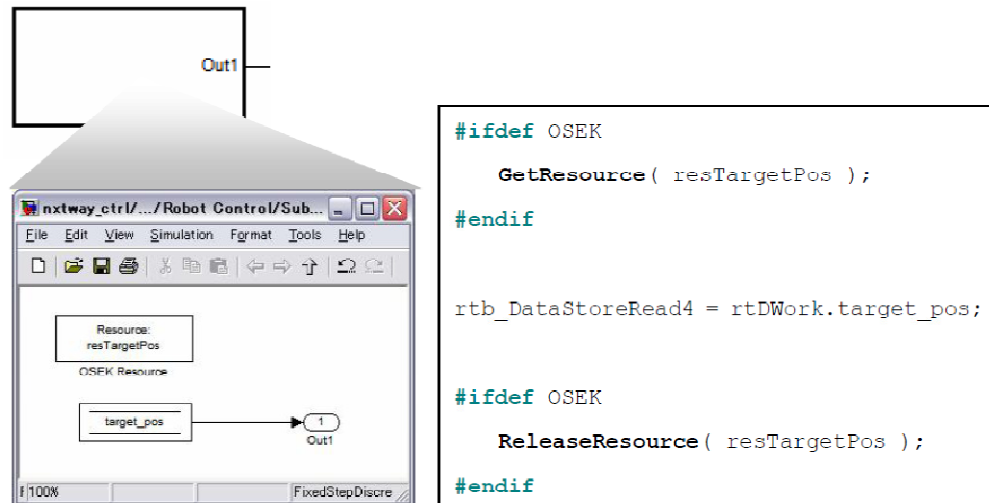 Out1
nxtway_ctrl/.../Robot Control/Sub...
File Edit View Simulation Format Tools Help
Resource:
resTargetPos
OSEK Resource
target_pos
1
Out1
100%
FixedStepDiscre
#ifdef OSEK
GetResource( resTargetPos );
#endif
rtb_DataStoreRead4 = rtDWork.target_pos;
#ifdef OSEK
ReleaseResource( resTargetPos );
#endif